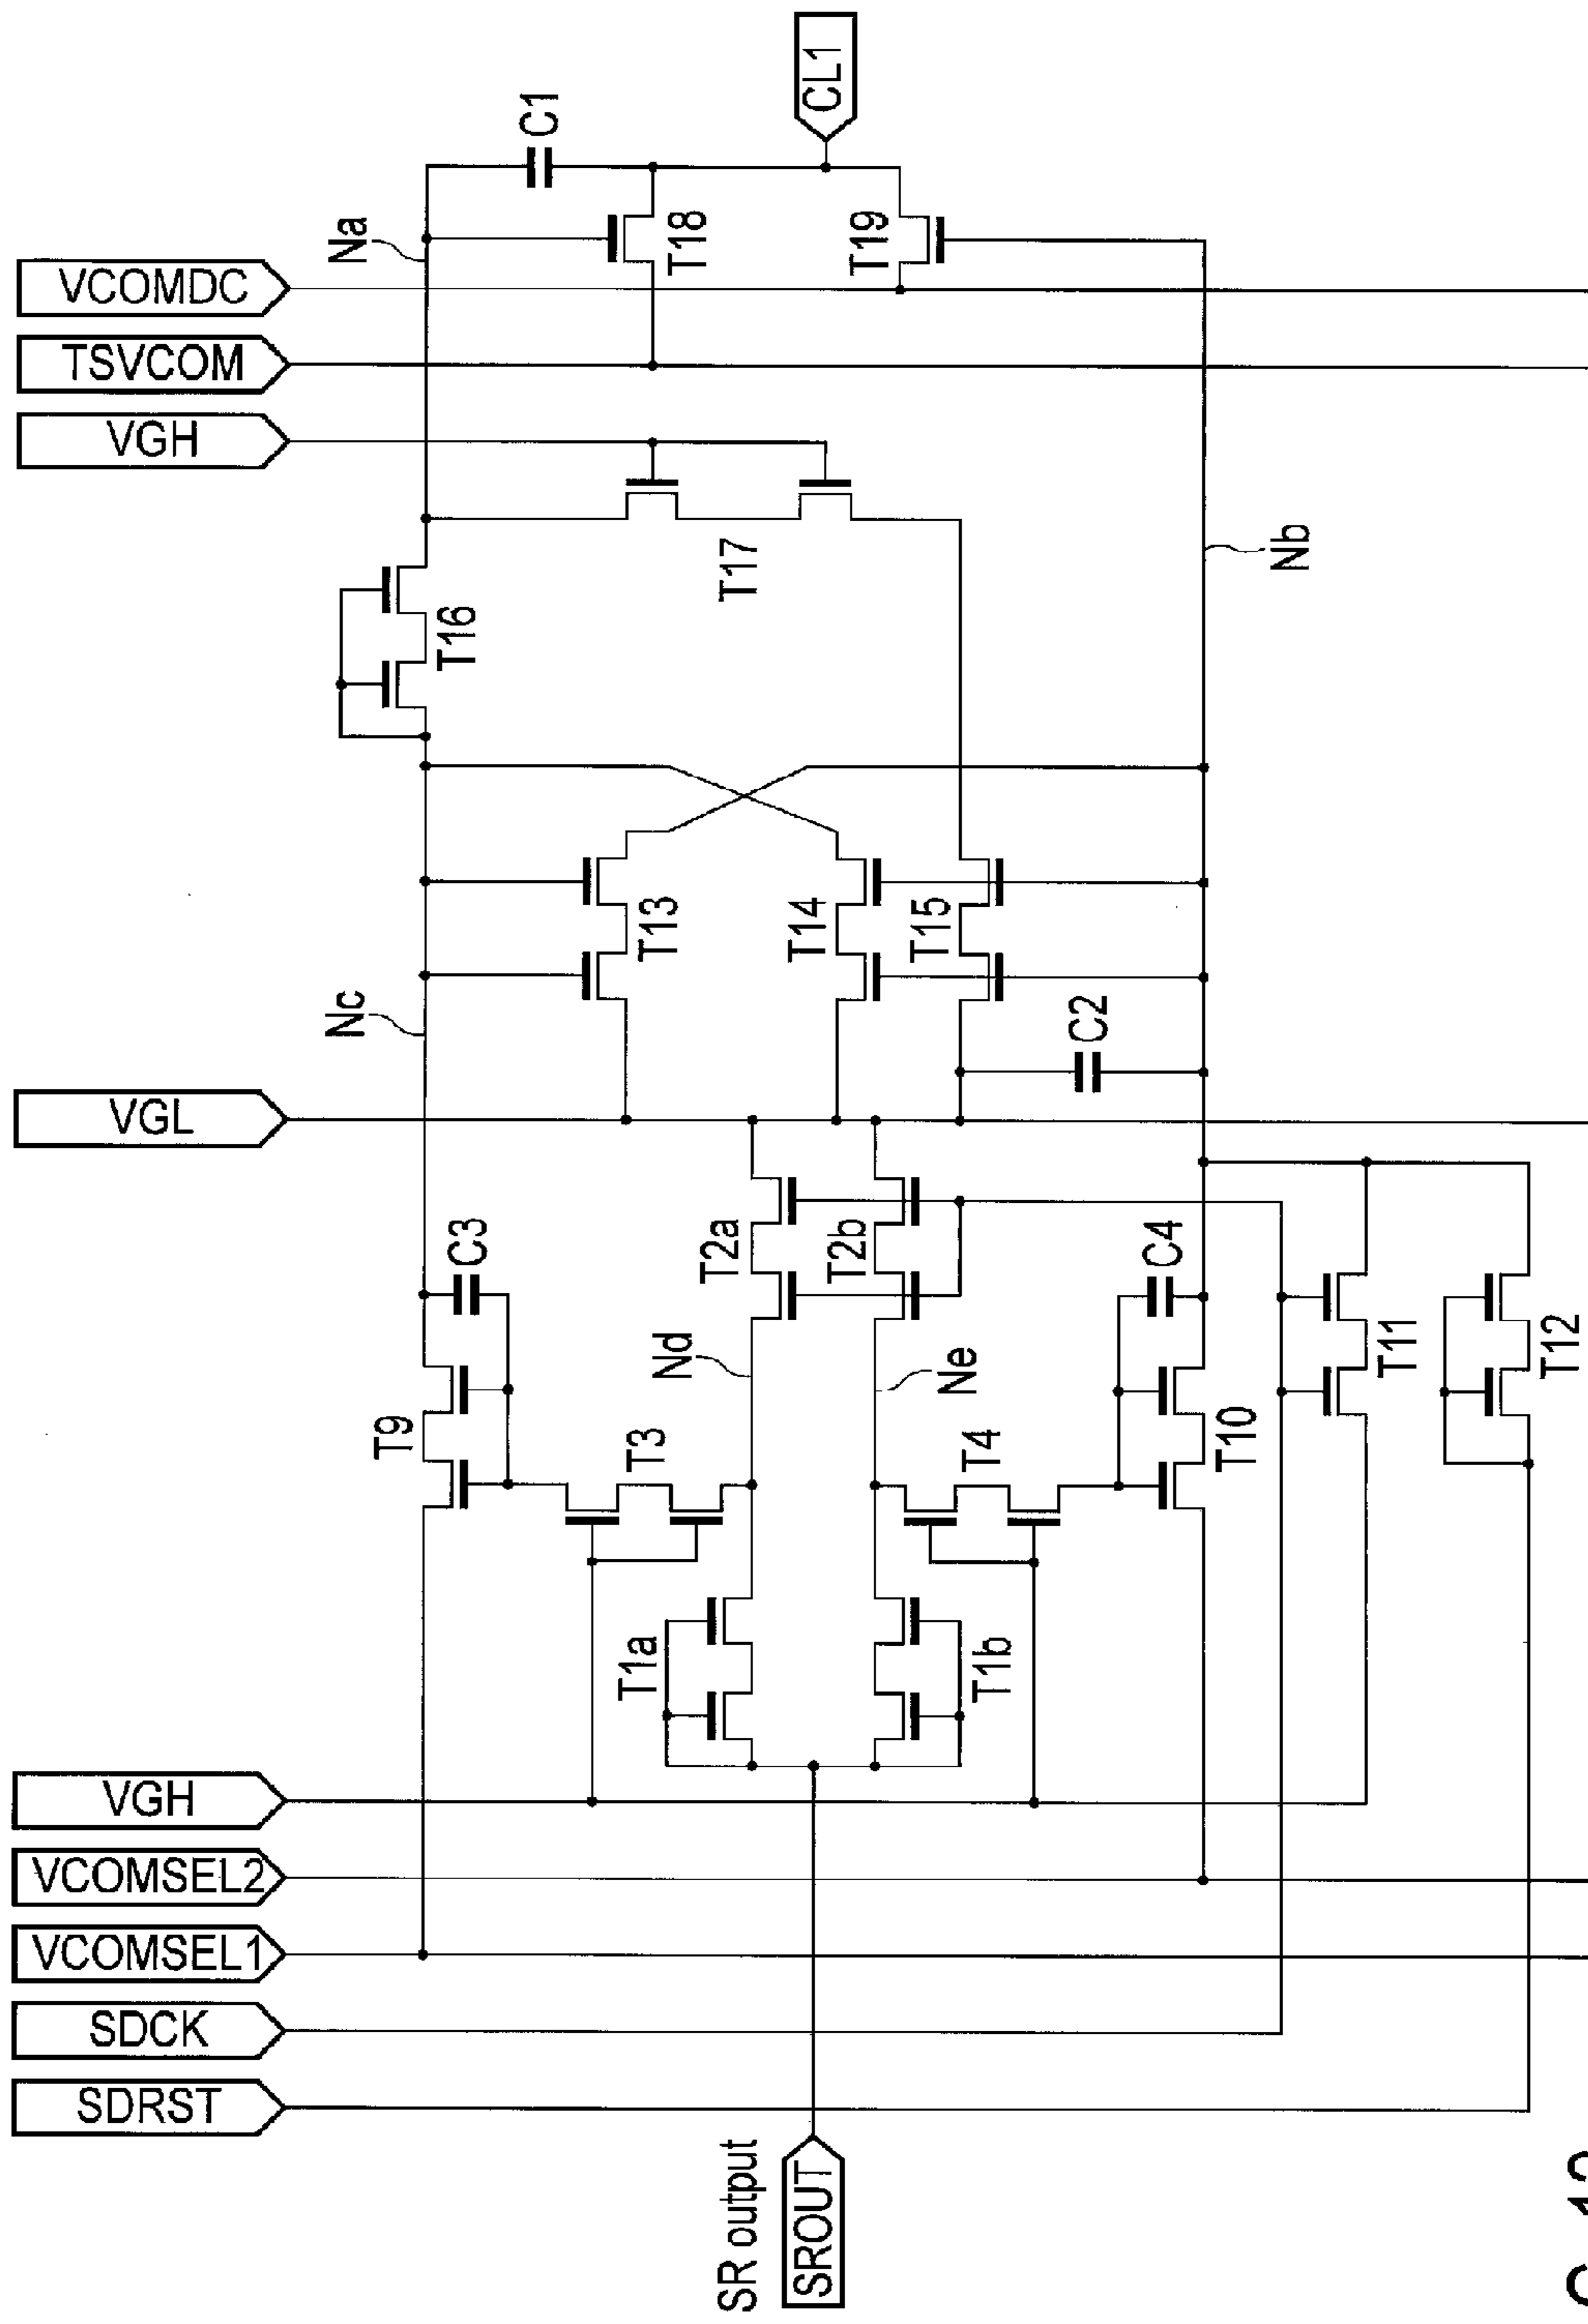 VCOMDC
TSVCOM
VGH
VGL
VGH
VCOMSEL2
VCOMSEL1
SDCK
SDRST
SR output
SROUT
CL1
C1
Na
T18
T19
T17
T16
Nb
T13
T14
T15
Nc
C2
C3
T2a
T2b
C4
Nd
Ne
T11
T12
T9
T3
T4
T10
T1a
T1b